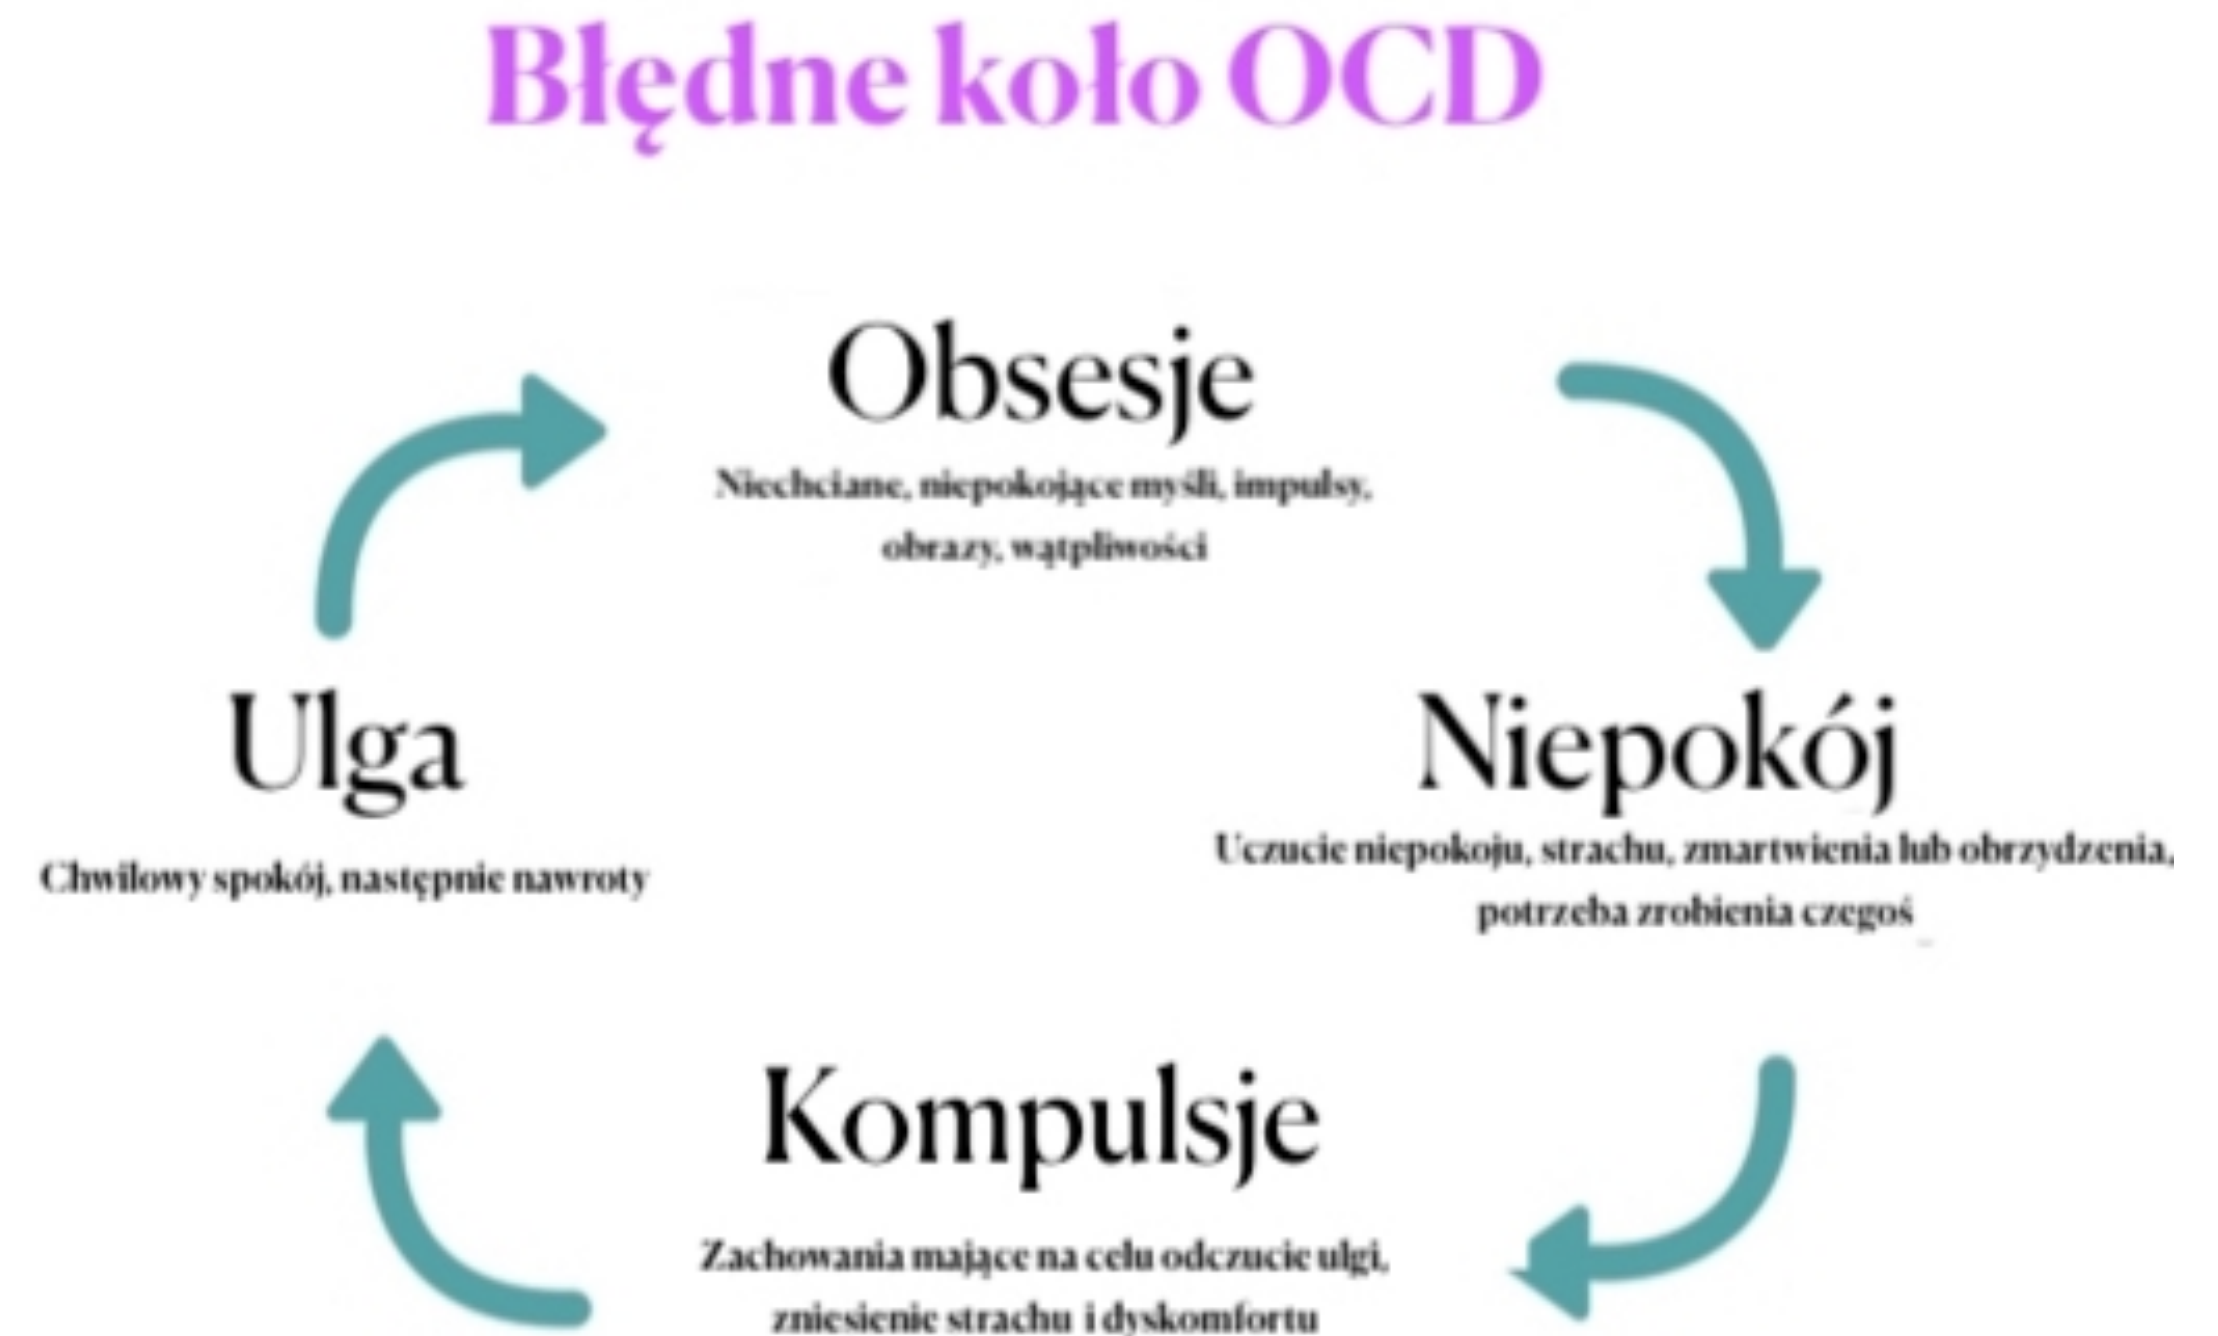 Błędne koło OCD
Obsesje
Niechciane, niepokojące myśli, impulsy,
obrazy, wątpliwości
Ulga
Chwilowy spokój, następnie nawroty
Niepokój
Uczucie niepokoju, strachu, zmartwienia lub obrzydzenia,
potrzeba zrobienia czegoś
Kompulsje
Zachowania mające na celu odczucie ulgi,
zniesienie strachu i dyskomfortu